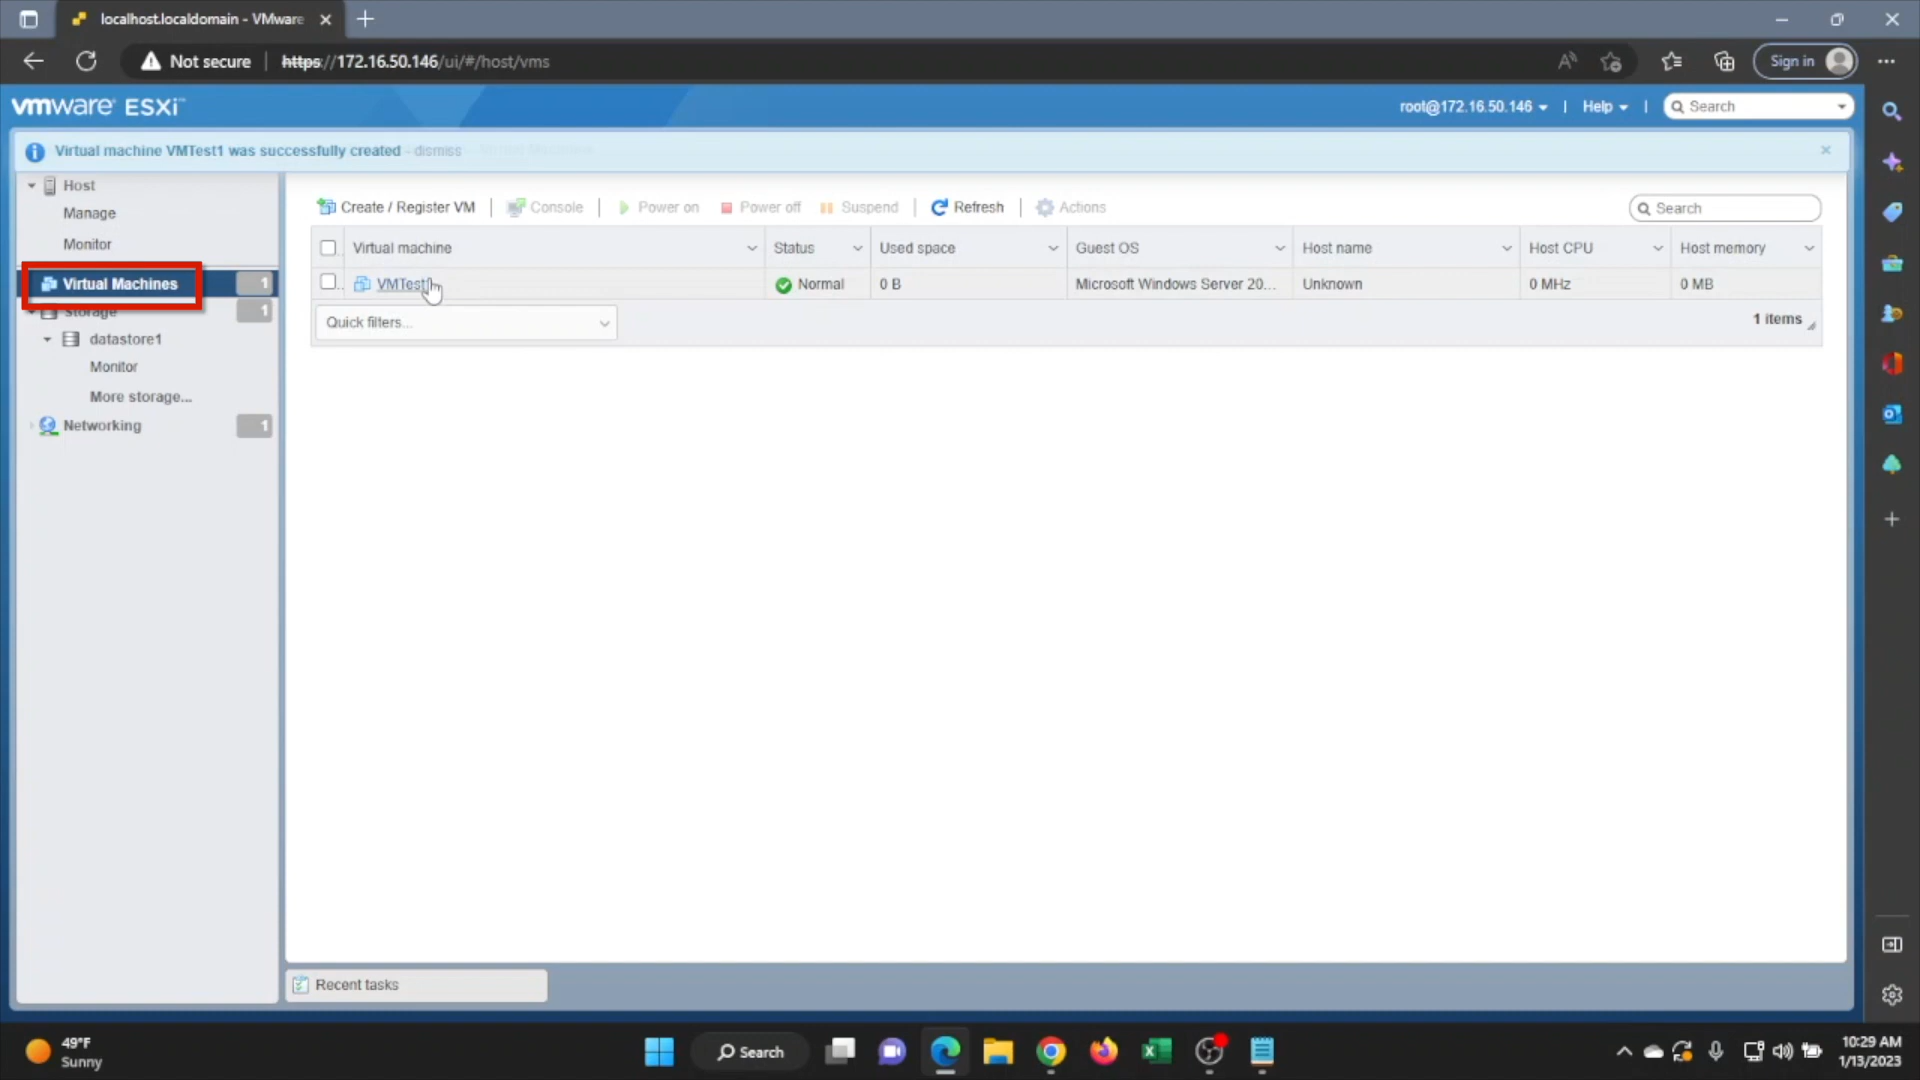 localhost.localdomain - VMware
Not secure
https://172.16.50.146/ui/#/host/vms
Sign in
vmware ESXi™
root@172.16.50.146
Help
Search
Virtual machine VMTest1 was successfully created - dismiss
Host
Manage
Monitor
Virtual Machines 1
Storage 1
datastore1
Monitor
More storage...
Networking 1
Create / Register VM
Console
Power on
Power off
Suspend
Refresh
Actions
Search
Virtual machine
Status
Used space
Guest OS
Host name
Host CPU
Host memory
VMTest1
Normal
0 B
Microsoft Windows Server 20...
Unknown
0 MHz
0 MB
Quick filters...
1 items
Recent tasks
49°F
Sunny
Search
10:29 AM
1/13/2023